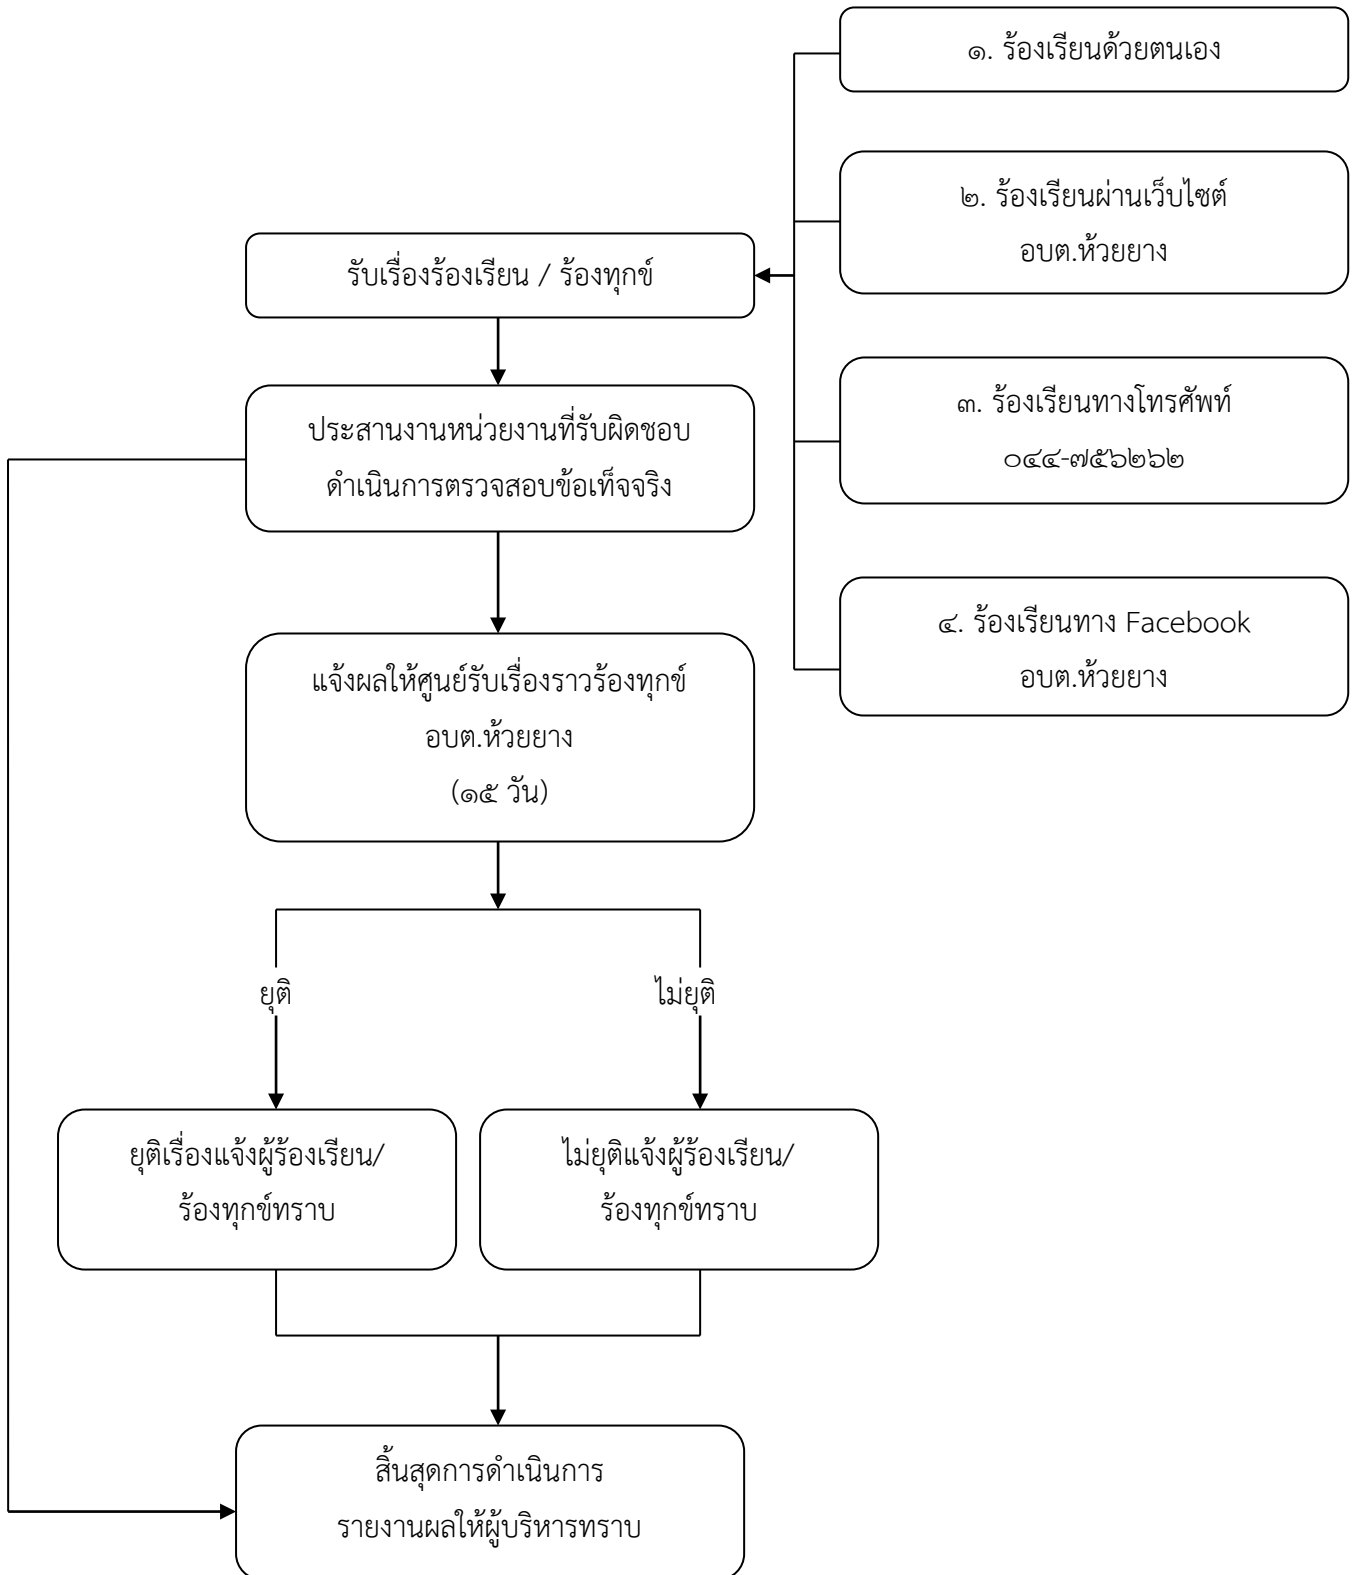 ๑. ร้องเรียนด้วยตนเอง
๒. ร้องเรียนผ่านเว็บไซต์
อบต.ห้วยยาง
รับเรื่องร้องเรียน / ร้องทุกข์
๓. ร้องเรียนทางโทรศัพท์
๐๔๔-๗๕๖๒๖๒
ประสานงานหน่วยงานที่รับผิดชอบ
ดำเนินการตรวจสอบข้อเท็จจริง
๔. ร้องเรียนทาง Facebook
อบต.ห้วยยาง
แจ้งผลให้ศูนย์รับเรื่องราวร้องทุกข์
อบต.ห้วยยาง
(๑๕ วัน)
ยุติ
ไม่ยุติ
ยุติเรื่องแจ้งผู้ร้องเรียน/
ร้องทุกข์ทราบ
ไม่ยุติแจ้งผู้ร้องเรียน/
ร้องทุกข์ทราบ
สิ้นสุดการดำเนินการ
รายงานผลให้ผู้บริหารทราบ